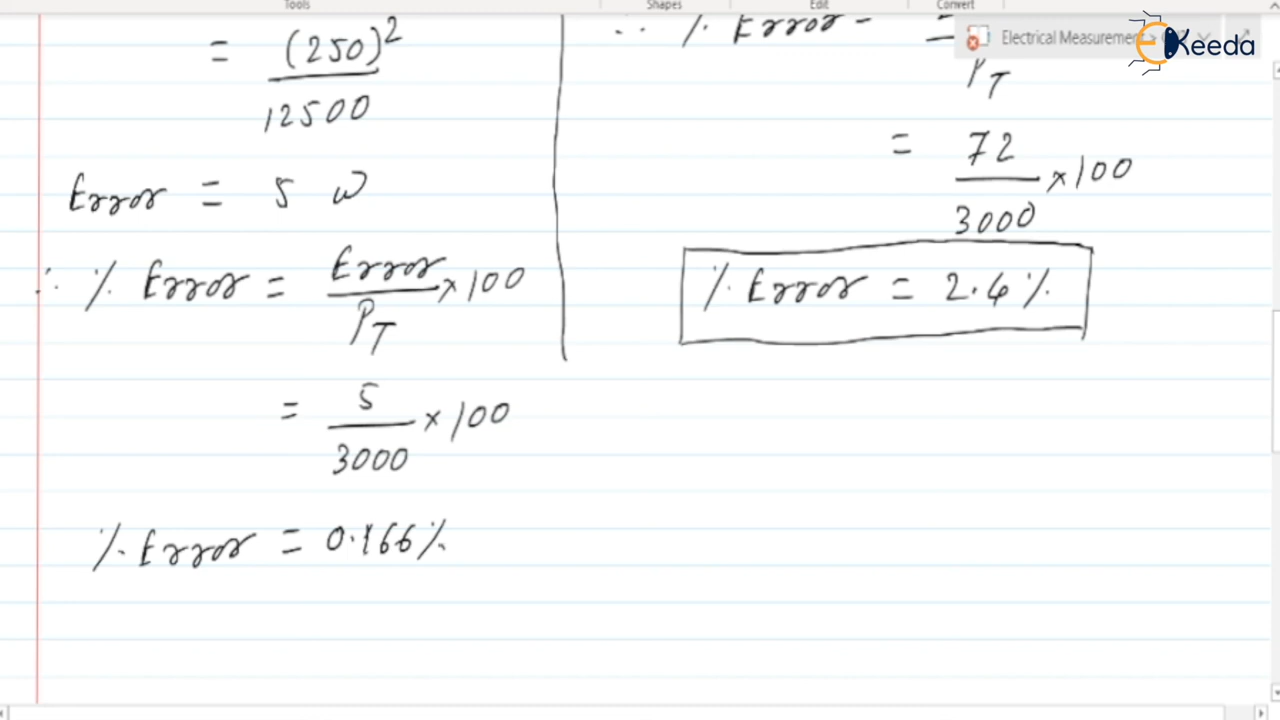 Tools Shapes Edit Convert
Electrical Measurement
Keeda
= (250)²
12500
Error = 5 W
∴ % Error = Error × 100
P_T
= 5 × 100
3000
% Error = 0.166%
∴ % Error =
P_T
= 72 × 100
3000
% Error = 2.4%